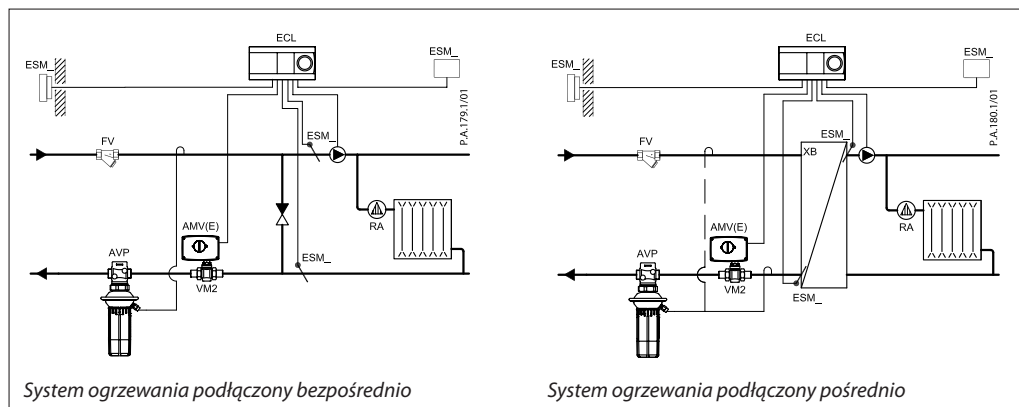 ECL
ESM_
ESM_
P.A.179.1/01
FV
ESM_
RA
AMV(E)
ESM_
AVP
VM2
System ogrzewania podłączony bezpośrednio
ECL
ESM_
ESM_
P.A.180.1/01
FV
ESM_
XB
RA
AMV(E)
AVP
VM2
ESM_
System ogrzewania podłączony pośrednio